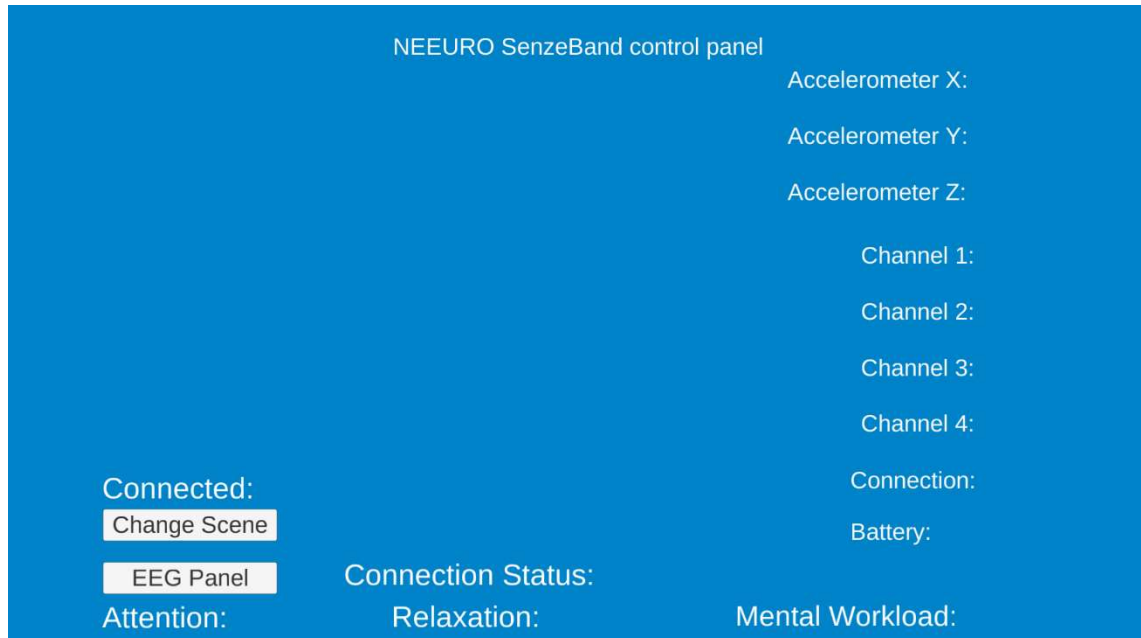 NEEURO SenzeBand control panel
Accelerometer X:
Accelerometer Y:
Accelerometer Z:
Channel 1:
Channel 2:
Channel 3:
Channel 4:
Connected:
Connection:
Change Scene
Battery:
EEG Panel
Connection Status:
Attention:
Relaxation:
Mental Workload: